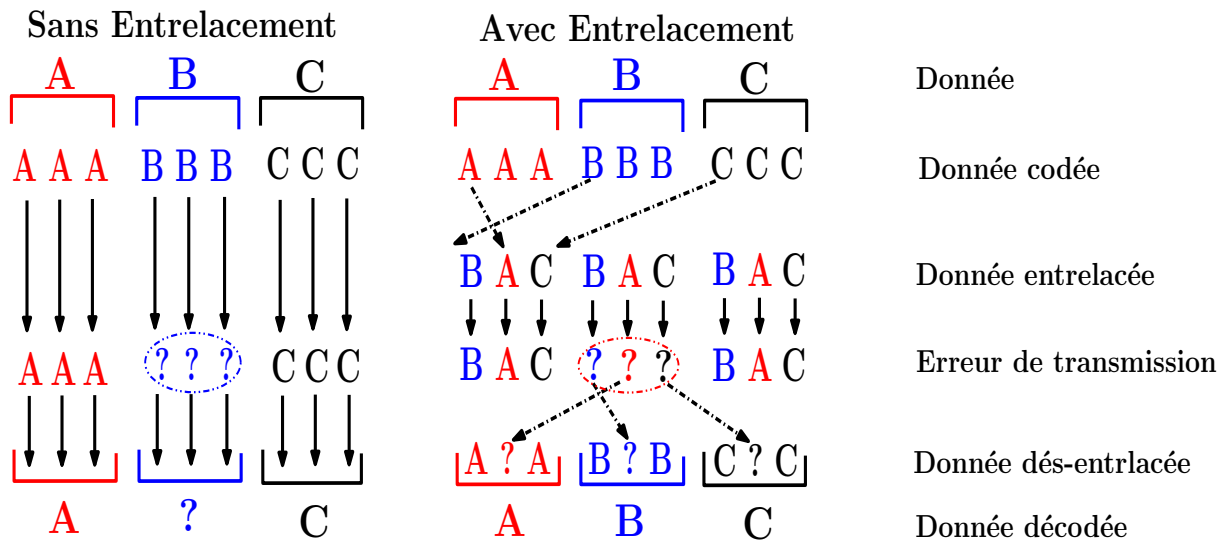 Sans Entrelacement Avec Entrelacement
A B C A B C Donnée
A A A B B B C C C A A A B B B C C C Donnée codée
B A C B A C B A C Donnée entrelacée
A A A ? ? ? C C C B A C ? ? ? B A C Erreur de transmission
A ? A B ? B C ? C Donnée dés-entrlacée
A ? C A B C Donnée décodée